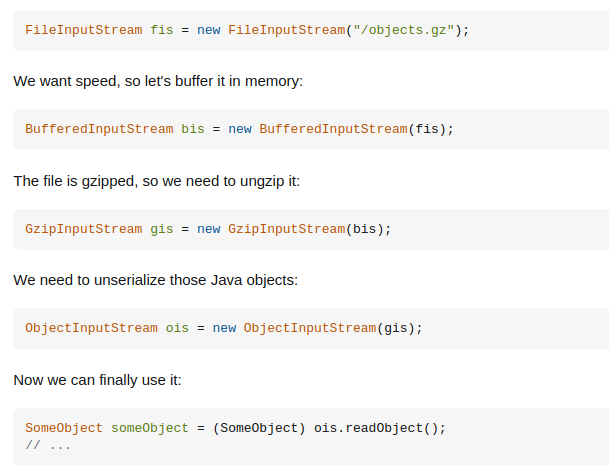 FileInputStream fis = new FileInputStream("/objects.gz");
We want speed, so let's buffer it in memory:
BufferedInputStream bis = new BufferedInputStream(fis);
The file is gzipped, so we need to ungzip it:
GzipInputStream gis = new GzipInputStream(bis);
We need to unserialize those Java objects:
ObjectInputStream ois = new ObjectInputStream(gis);
Now we can finally use it:
SomeObject someObject = (SomeObject) ois.readObject();
// ...